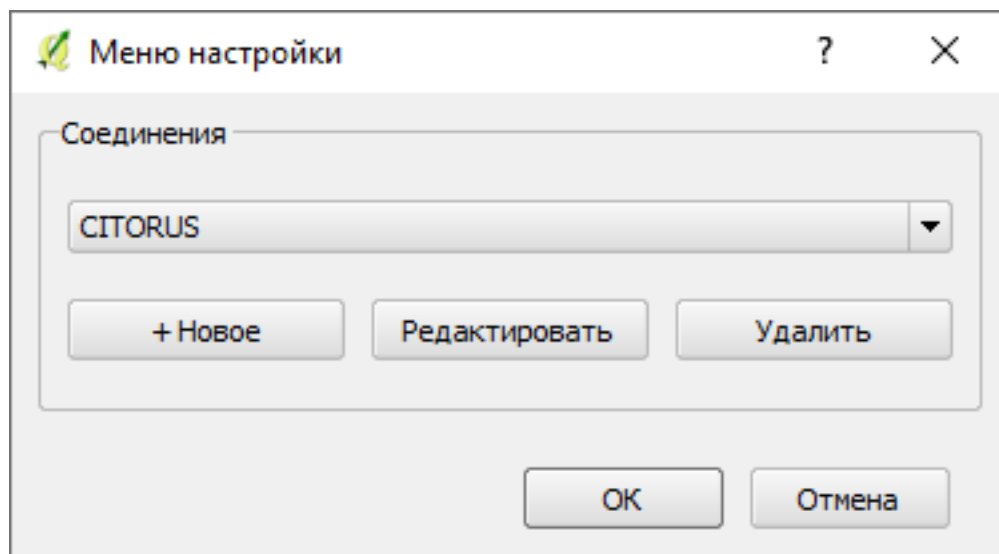 Меню настройки ?
Соединения
CITORUS
+ Новое Редактировать Удалить
OK Отмена